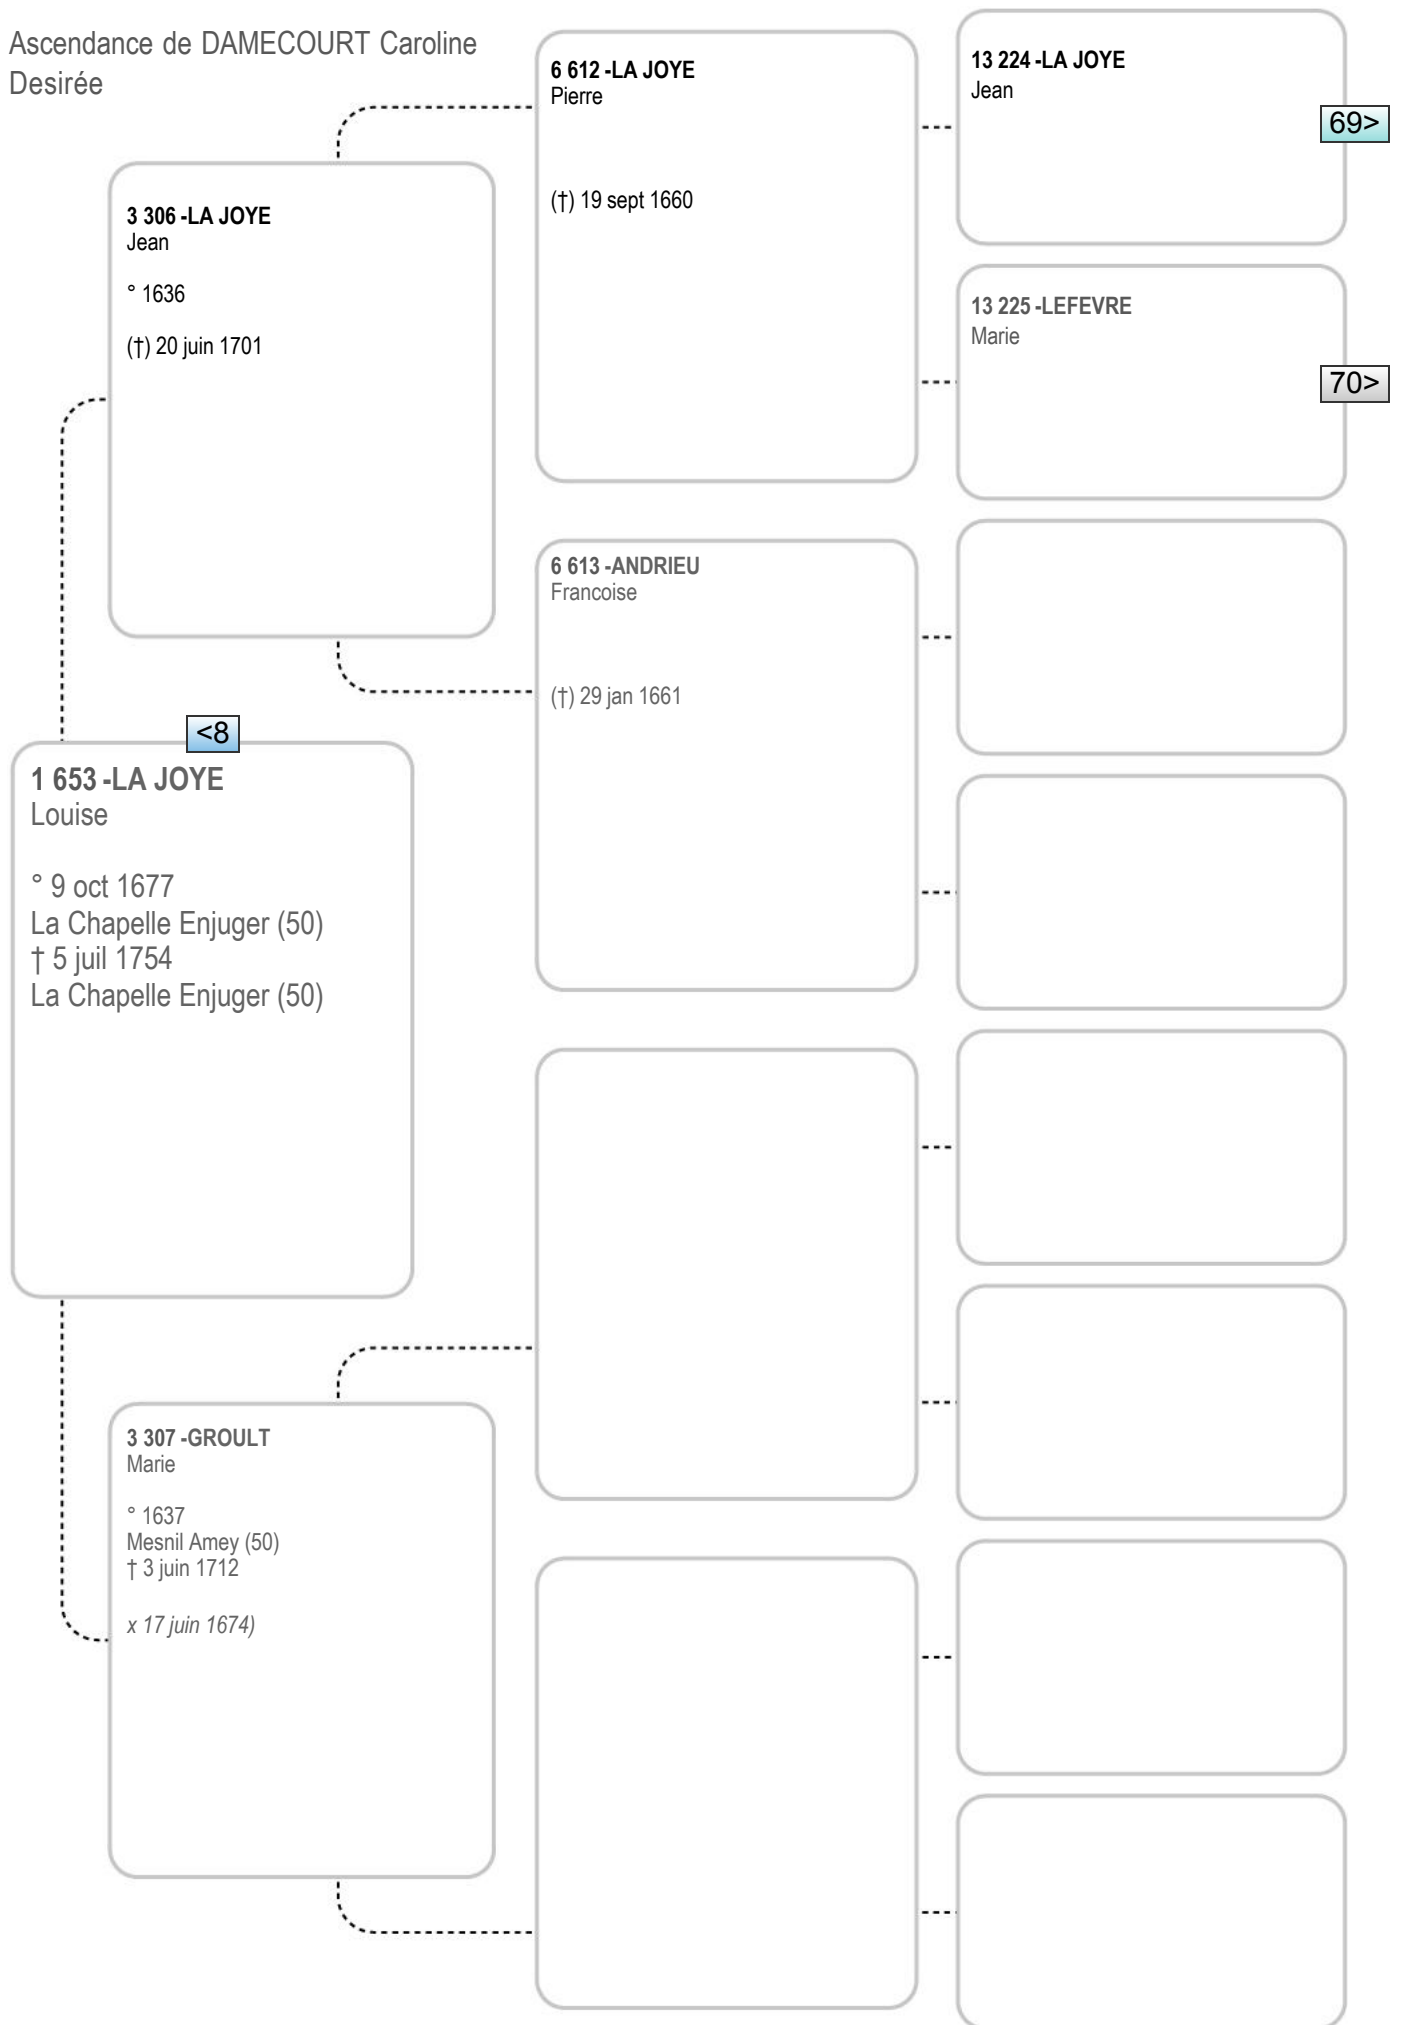 Ascendance de DAMECOURT Caroline
Desirée
6 612 -LA JOYE
Pierre
(†) 19 sept 1660
13 224 -LA JOYE
Jean
69>
3 306 -LA JOYE
Jean
° 1636
(†) 20 juin 1701
13 225 -LEFEVRE
Marie
70>
6 613 -ANDRIEU
Francoise
(†) 29 jan 1661
<8
1 653 -LA JOYE
Louise
° 9 oct 1677
La Chapelle Enjuger (50)
† 5 juil 1754
La Chapelle Enjuger (50)
3 307 -GROULT
Marie
° 1637
Mesnil Amey (50)
† 3 juin 1712
x 17 juin 1674)